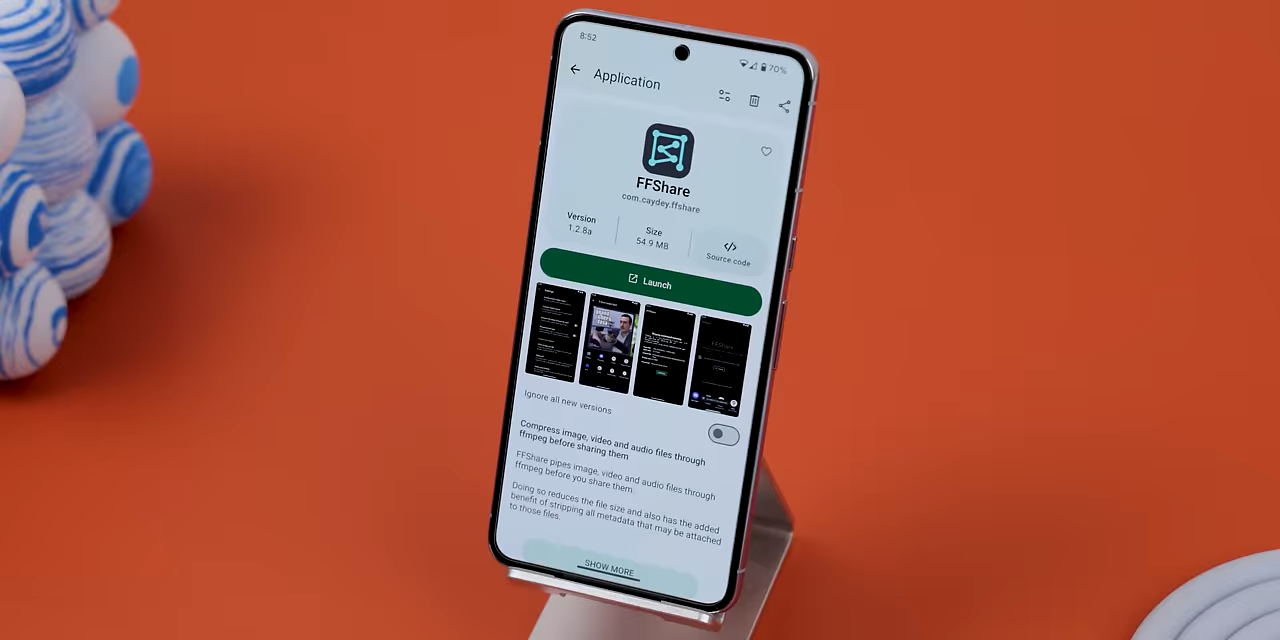 8:52
70%
Application
FFShare
com.caydey.ffshare
Version
1.2.8a
Size
54.9 MB
Source code
Launch
Ignore all new versions
Compress image, video and audio files through
ffmpeg before sharing them
FFShare pipes image, video and audio files through
ffmpeg before you share them.
Doing so reduces the file size and also has the added
benefit of stripping all metadata that may be attached
to those files.
SHOW MORE